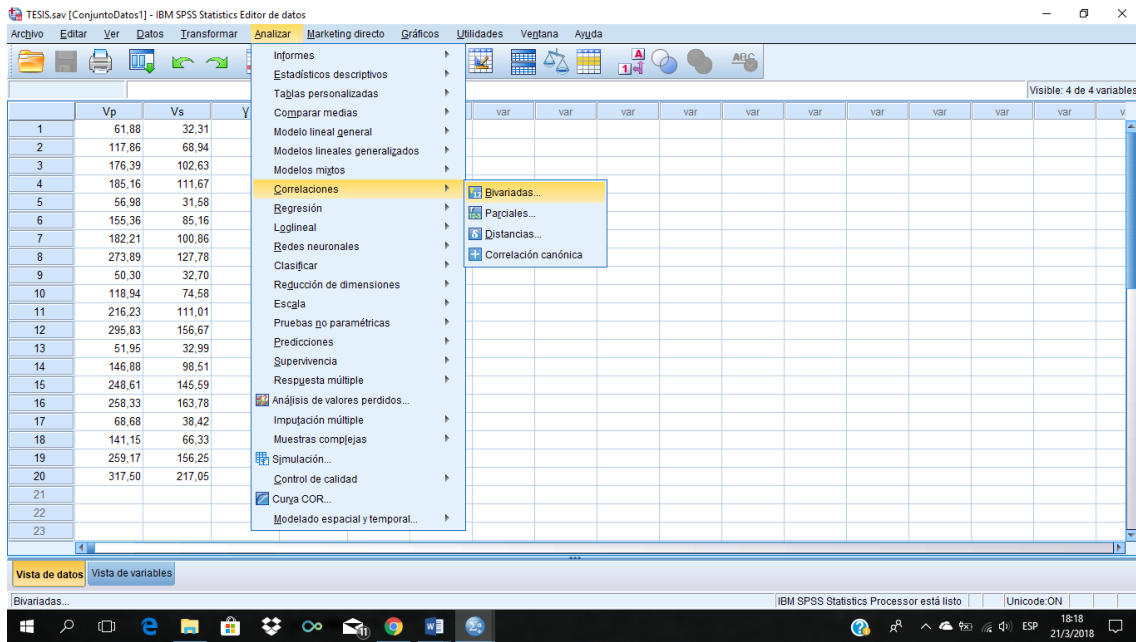 TESIS.sav [ConjuntoDatos1] - IBM SPSS Statistics Editor de datos
Archivo Editar Ver Datos Transformar Analizar Marketing directo Gráficos Utilidades Ventana Ayuda
Visible: 4 de 4 variables
Vp Vs γ var var var var var var var var var var
1 61,88 32,31
2 117,86 68,94
3 176,39 102,63
4 185,16 111,67
5 56,98 31,58
6 155,36 85,16
7 182,21 100,86
8 273,89 127,78
9 50,30 32,70
10 118,94 74,58
11 216,23 111,01
12 295,83 156,67
13 51,95 32,99
14 146,88 98,51
15 248,61 145,59
16 258,33 163,78
17 68,68 38,42
18 141,15 66,33
19 259,17 156,25
20 317,50 217,05
21
22
23
Informes
Estadísticos descriptivos
Tablas personalizadas
Comparar medias
Modelo lineal general
Modelos lineales generalizados
Modelos mixtos
Correlaciones
Regresión
Loglineal
Redes neuronales
Clasificar
Reducción de dimensiones
Escala
Pruebas no paramétricas
Predicciones
Supervivencia
Respuesta múltiple
Análisis de valores perdidos...
Imputación múltiple
Muestras complejas
Simulación...
Control de calidad
Curva COR...
Modelado espacial y temporal...
Bivariadas...
Parciales...
Distancias...
Correlación canónica
Vista de datos Vista de variables
Bivariadas... IBM SPSS Statistics Processor está listo Unicode:ON
ESP 18:18
21/3/2018